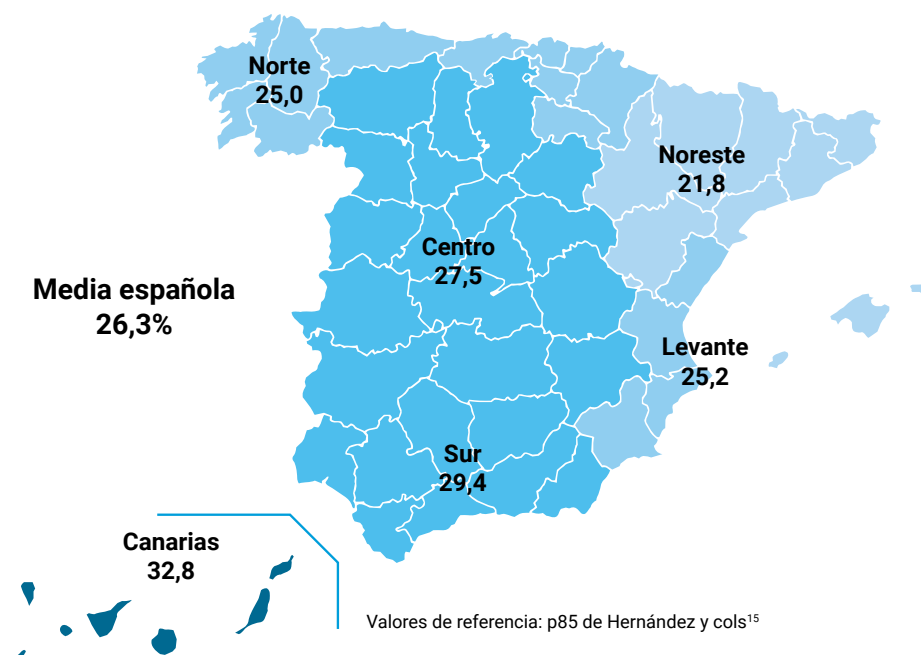 Norte
25,0
Noreste
21,8
Centro
27,5
Media española
26,3%
Levante
25,2
Sur
29,4
Canarias
32,8
Valores de referencia: p85 de Hernández y cols¹⁵